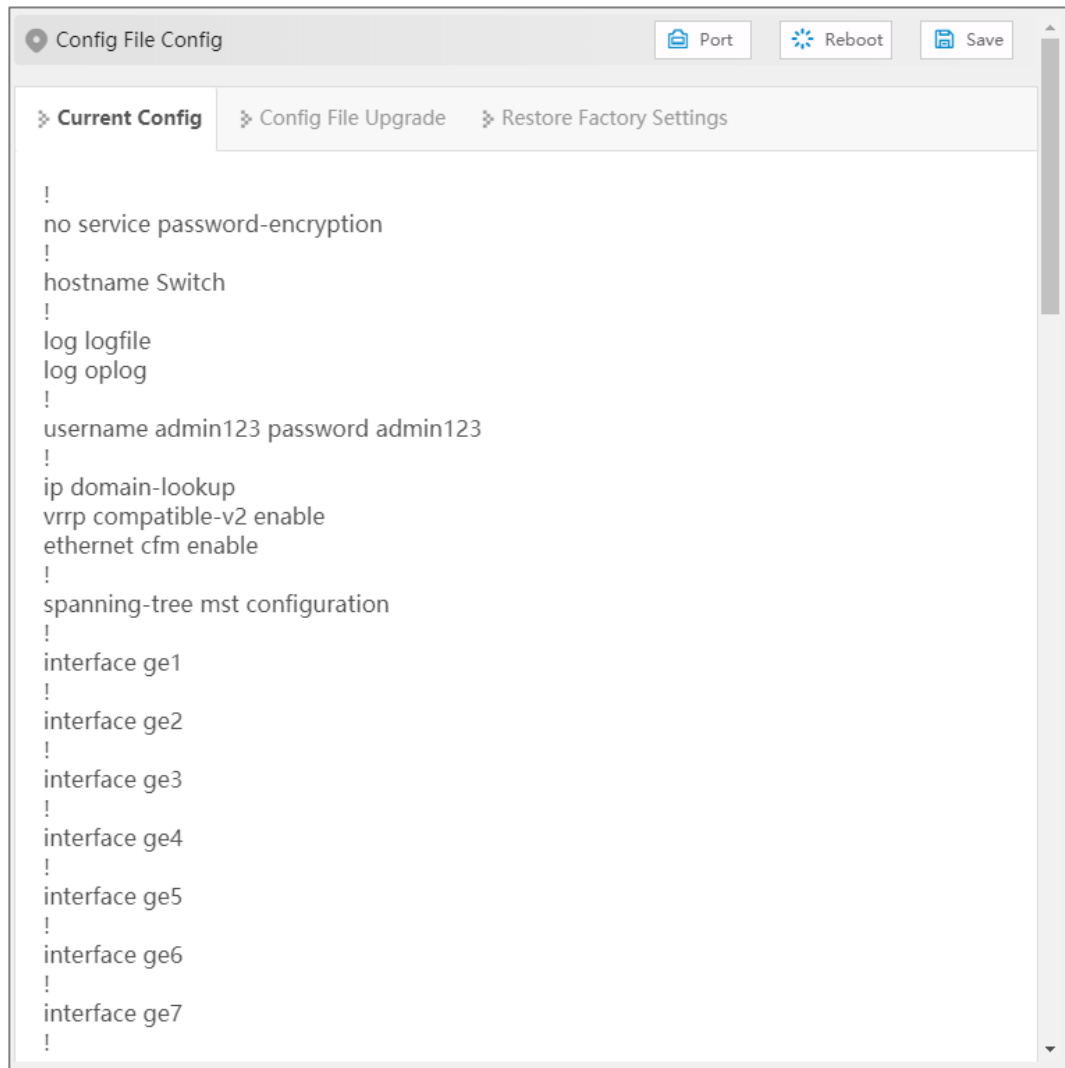 Config File Config
Port
Reboot
Save
Current Config
Config File Upgrade
Restore Factory Settings
!
no service password-encryption
!
hostname Switch
!
log logfile
log oplog
!
username admin123 password admin123
!
ip domain-lookup
vrrp compatible-v2 enable
ethernet cfm enable
!
spanning-tree mst configuration
!
interface ge1
!
interface ge2
!
interface ge3
!
interface ge4
!
interface ge5
!
interface ge6
!
interface ge7
!